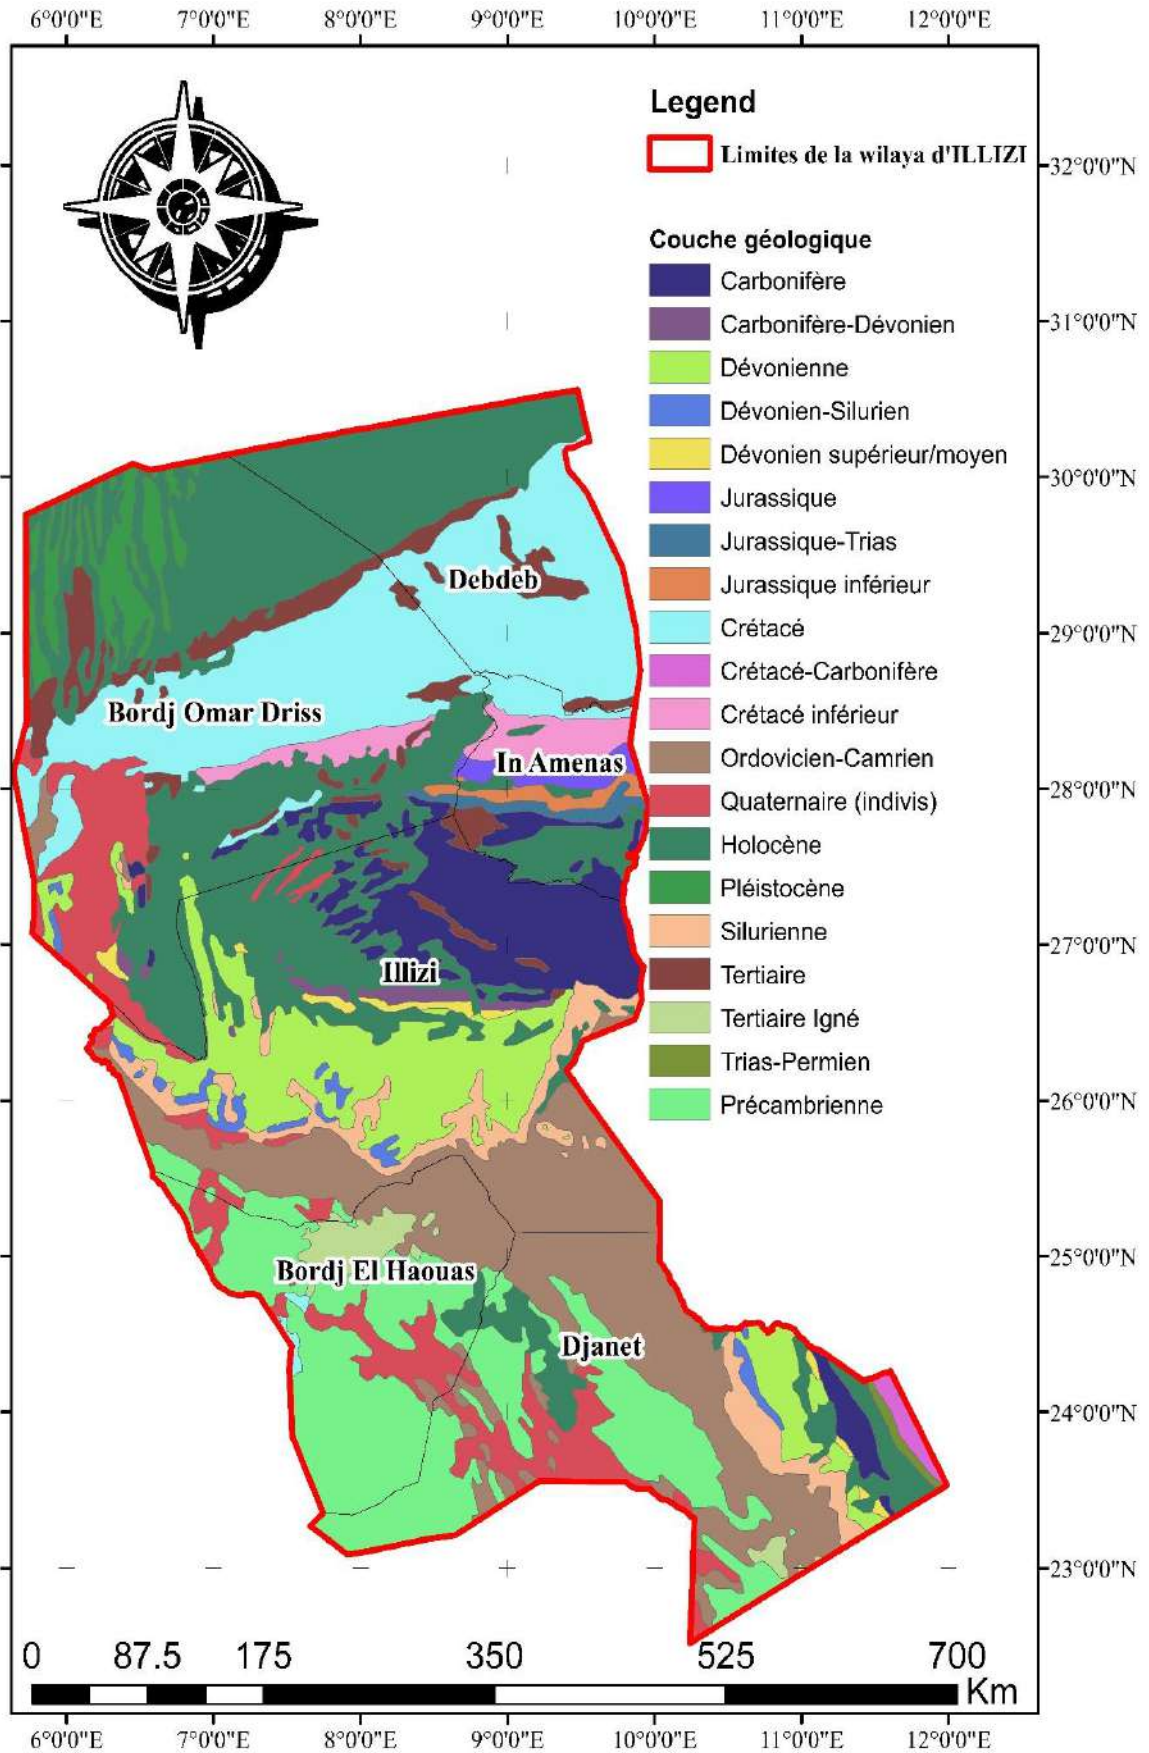 6°0'0"E 7°0'0"E 8°0'0"E 9°0'0"E 10°0'0"E 11°0'0"E 12°0'0"E
Legend
Limites de la wilaya d'ILLIZI
Couche géologique
Carbonifère
Carbonifère-Dévonien
Dévonienne
Dévonien-Silurien
Dévonien supérieur/moyen
Jurassique
Jurassique-Trias
Jurassique inférieur
Crétacé
Crétacé-Carbonifère
Crétacé inférieur
Ordovicien-Camrien
Quaternaire (indivis)
Holocène
Pléistocène
Silurienne
Tertiaire
Tertiaire Igné
Trias-Permien
Précambrienne
32°0'0"N
31°0'0"N
30°0'0"N
29°0'0"N
28°0'0"N
27°0'0"N
26°0'0"N
25°0'0"N
24°0'0"N
23°0'0"N
Debdeb
Bordj Omar Driss
In Amenas
Illizi
Bordj El Haouas
Djanet
0 87.5 175 350 525 700
Km
6°0'0"E 7°0'0"E 8°0'0"E 9°0'0"E 10°0'0"E 11°0'0"E 12°0'0"E